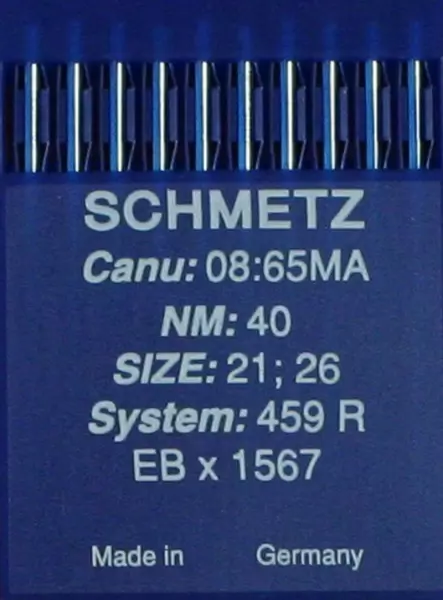 SCHMETZ
Canu: 08:65MA
NM: 40
SIZE: 21; 26
System: 459 R
EB x 1567
Made in Germany